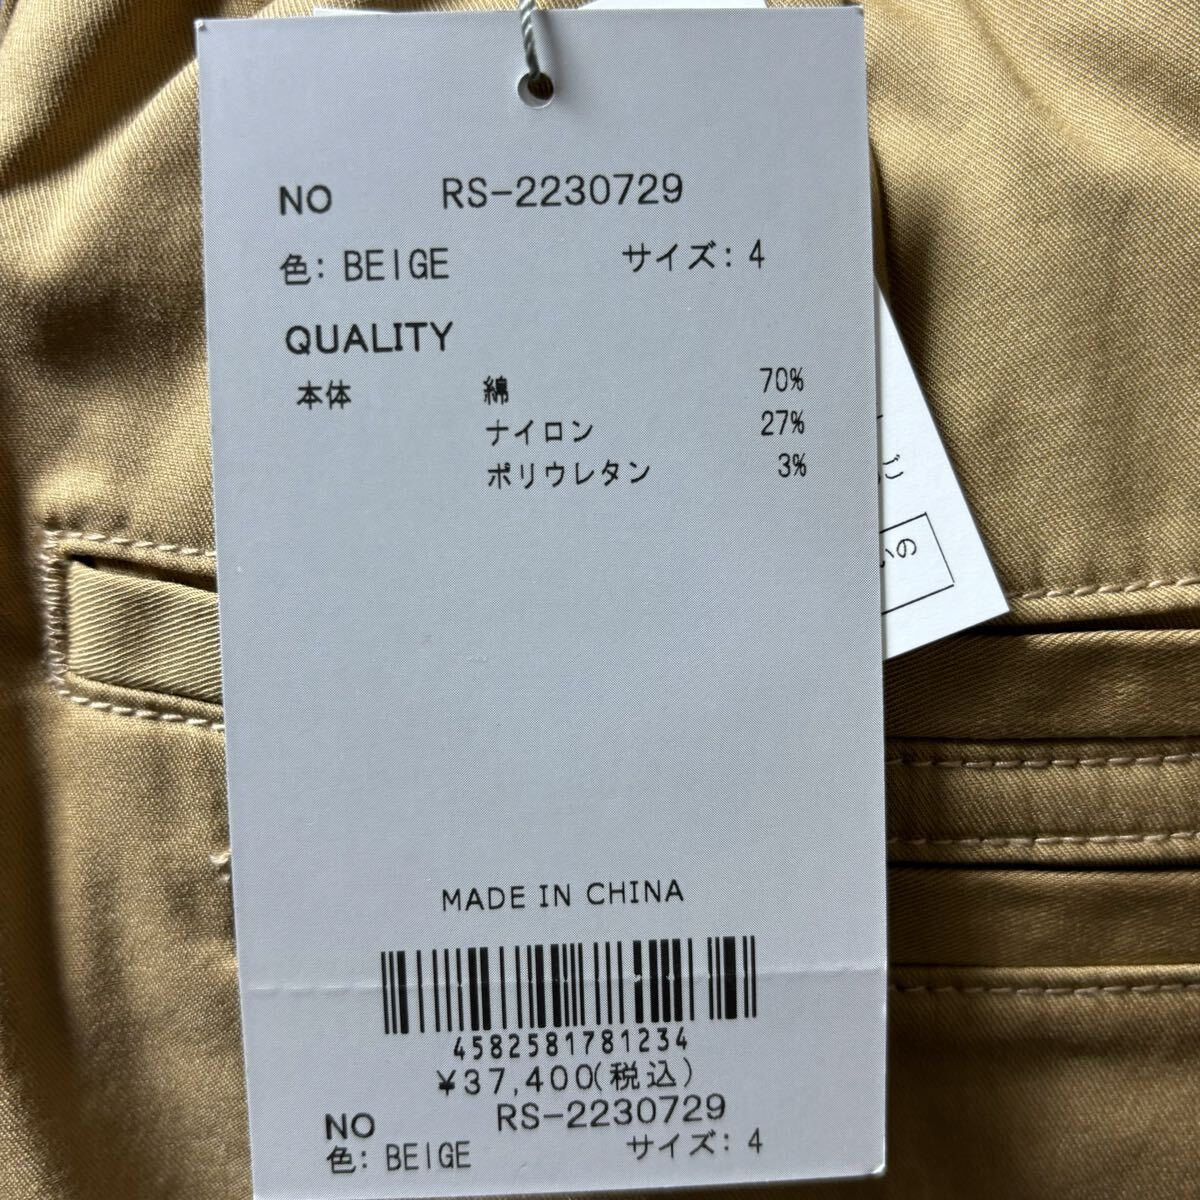 NO RS-2230729
色: BEIGE サイズ: 4
QUALITY
本体 綿 70%
ナイロン 27%
ポリウレタン 3%
MADE IN CHINA
4582581781234
¥37,400(税込)
NO RS-2230729
色: BEIGE サイズ: 4